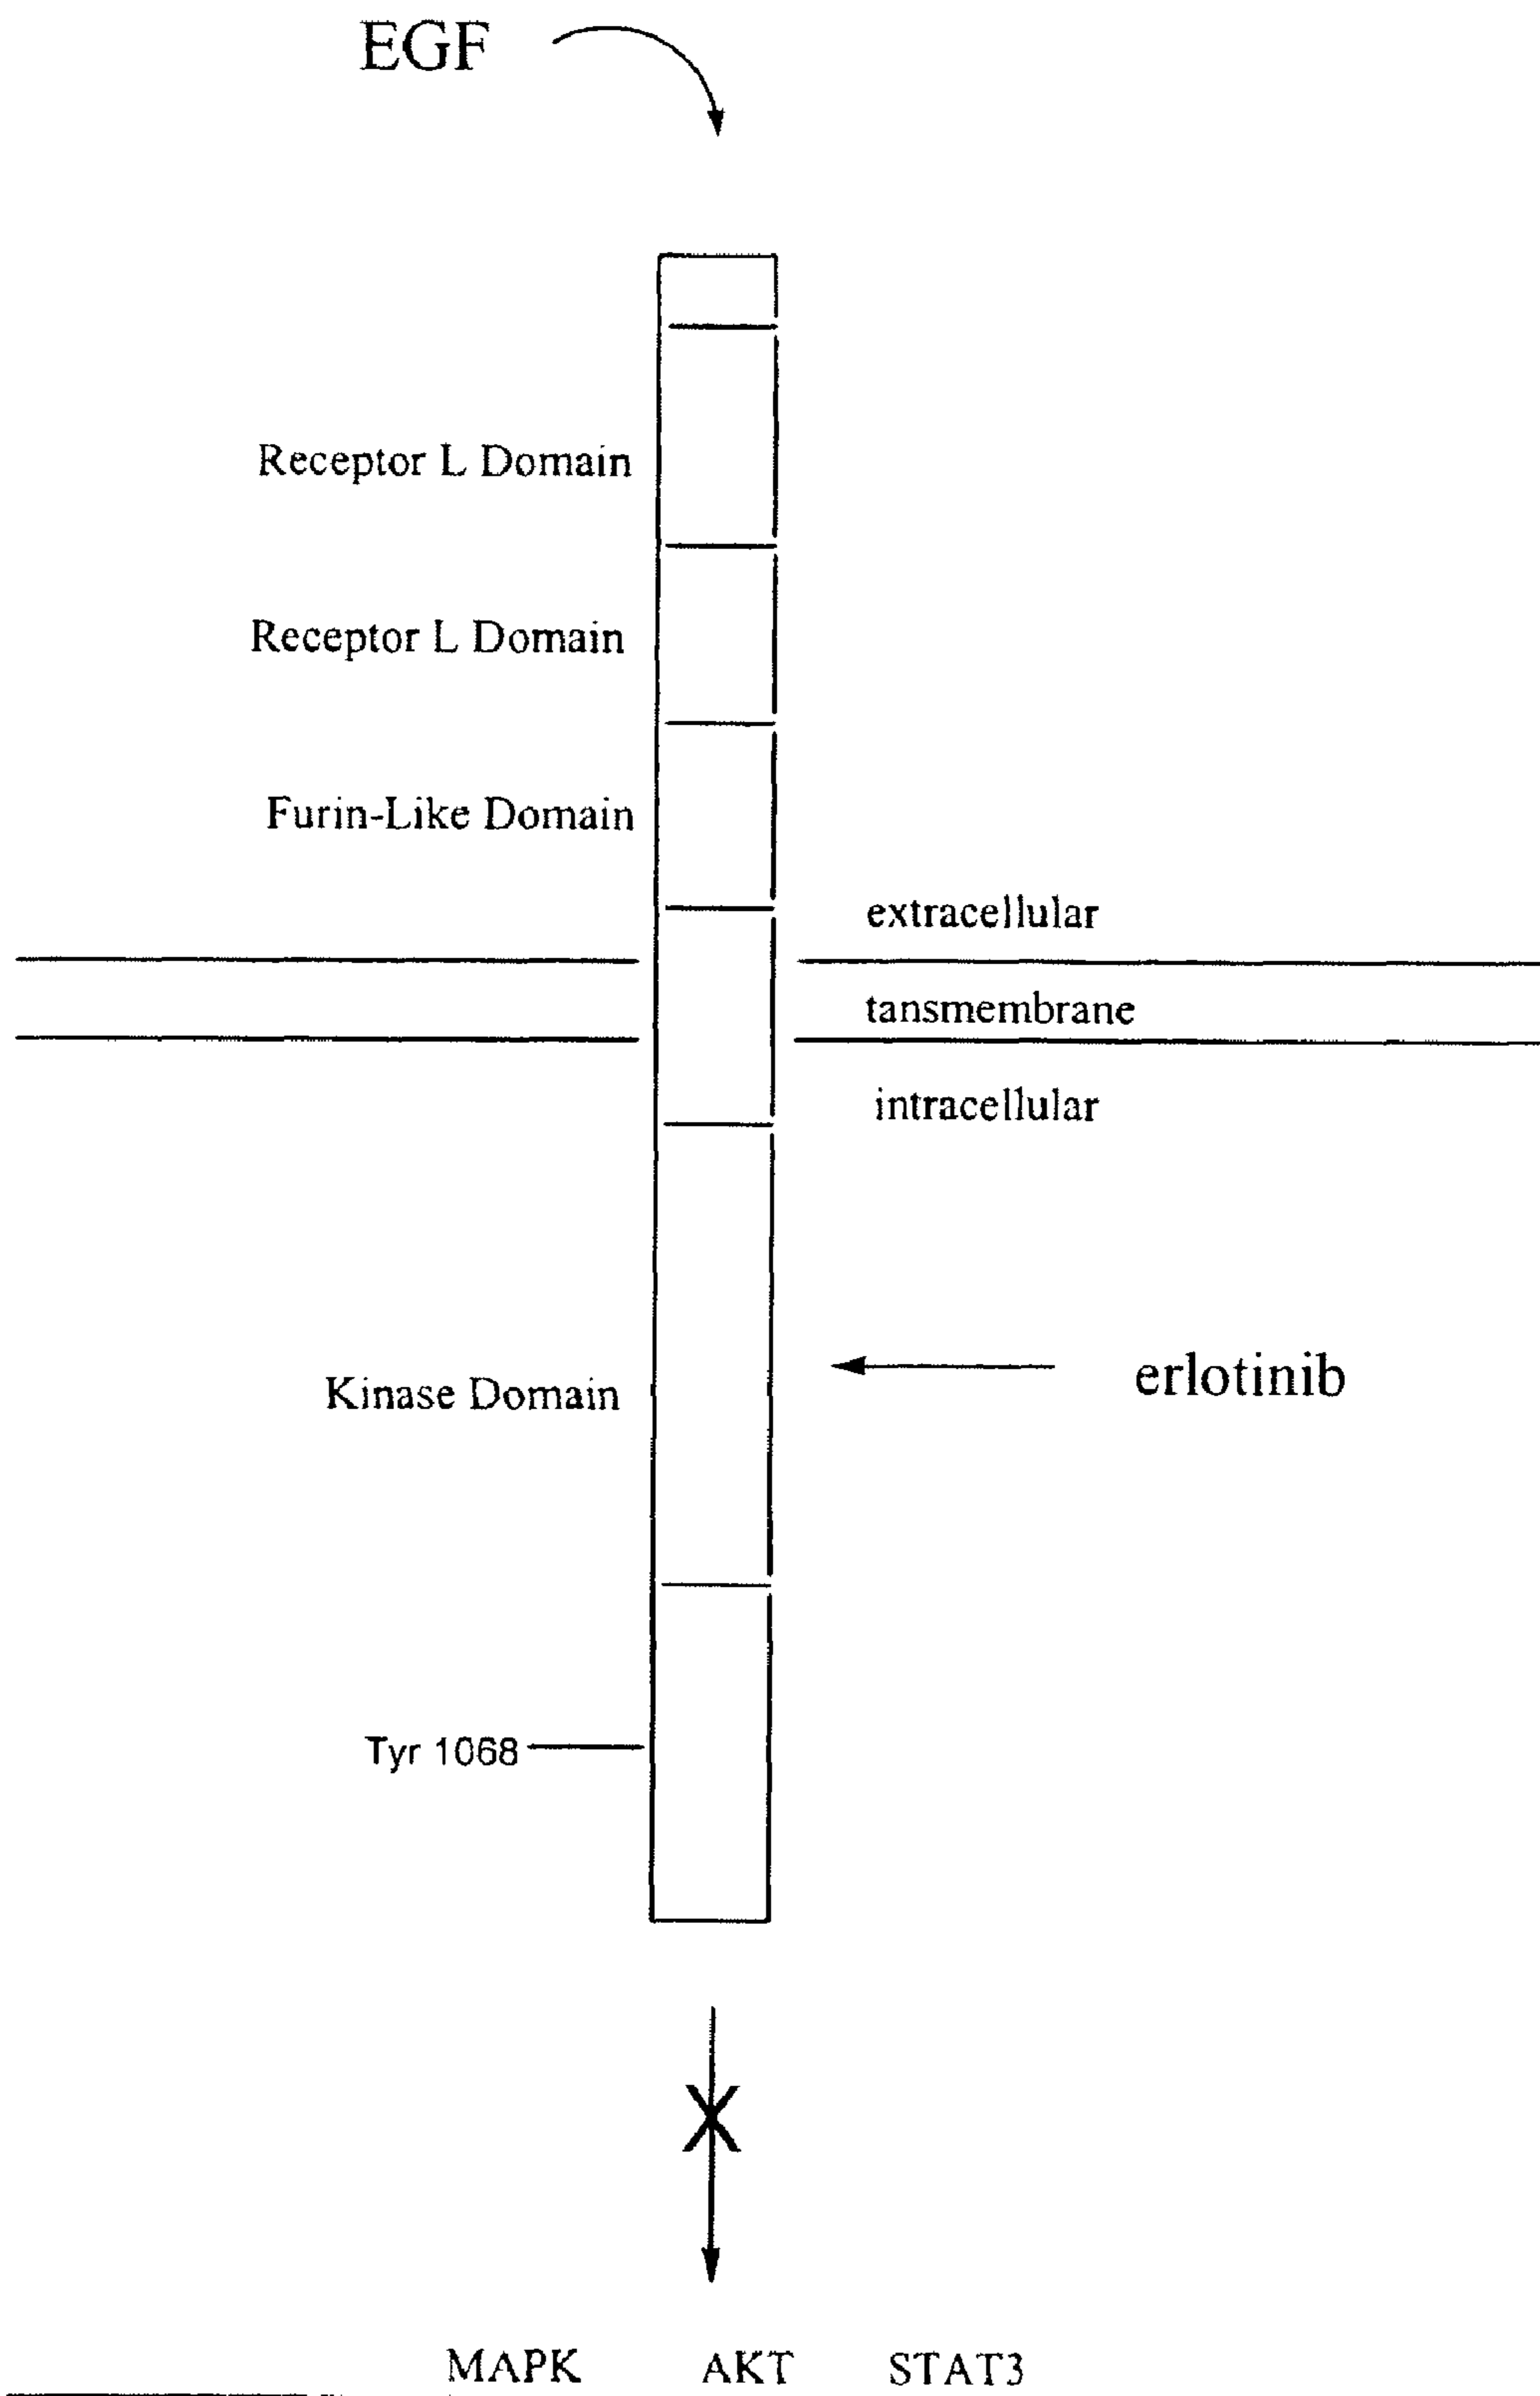 EGF
Receptor L Domain
Receptor L Domain
Furin-Like Domain
extracellular
tansmembrane
intracellular
Kinase Domain
erlotinib
Tyr 1068
X
MAPK AKT STAT3